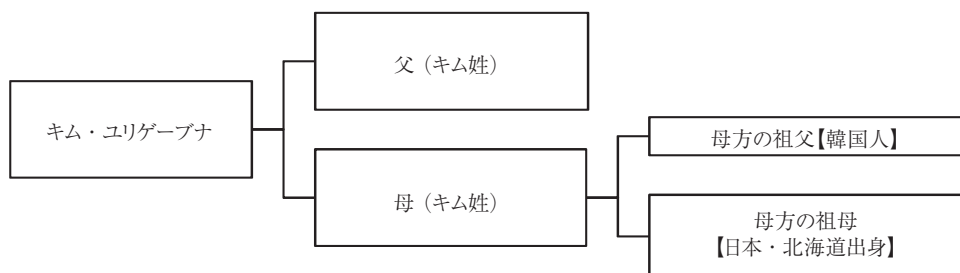 キム・ユリゲーブナ
父（キム姓）
母（キム姓）
母方の祖父【韓国人】
母方の祖母
【日本・北海道出身】